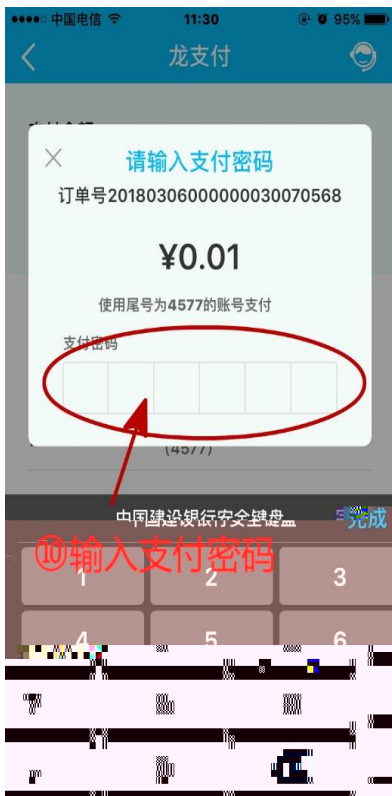 中国电信 11:30 95%
龙支付
请输入支付密码
订单号20180306000000030070568
¥0.01
使用尾号为4577的账号支付
支付密码
(4577)
中国建设银行安全键盘 完成
⑩输入支付密码
1 2 3
4 5 6